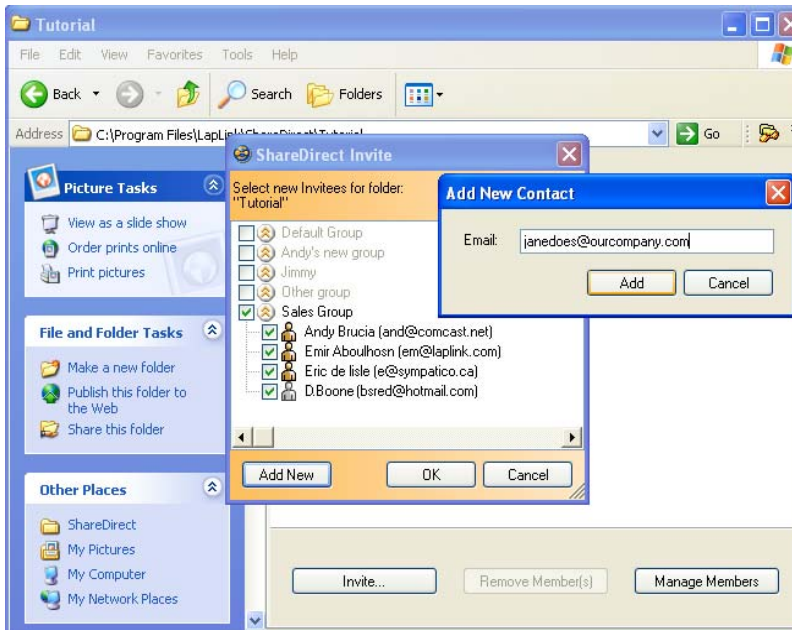 Tutorial
File Edit View Favorites Tools Help
Back Search Folders
Address C:\Program Files\LapLink\ShareDirect\Tutorial Go
Picture Tasks
View as a slide show
Order prints online
Print pictures
File and Folder Tasks
Make a new folder
Publish this folder to
the Web
Share this folder
Other Places
ShareDirect
My Pictures
My Computer
My Network Places
ShareDirect Invite
Select new Invitees for folder:
"Tutorial"
Default Group
Andy's new group
Jimmy
Other group
Sales Group
Andy Brucia (and@comcast.net)
Emir Aboulhosn (em@laplink.com)
Eric de lisle (e@sympatico.ca)
D.Boone (bsred@hotmail.com)
Add New OK Cancel
Add New Contact
Email: janedoes@ourcompany.com
Add Cancel
Invite... Remove Member(s) Manage Members